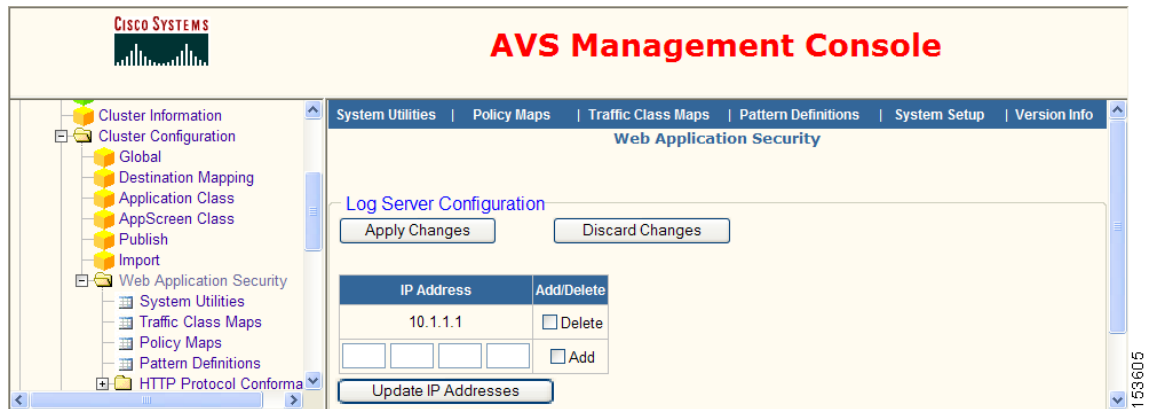 CISCO SYSTEMS
AVS Management Console
Cluster Information
Cluster Configuration
Global
Destination Mapping
Application Class
AppScreen Class
Publish
Import
Web Application Security
System Utilities
Traffic Class Maps
Policy Maps
Pattern Definitions
HTTP Protocol Conforma
System Utilities | Policy Maps | Traffic Class Maps | Pattern Definitions | System Setup | Version Info
Web Application Security
Log Server Configuration
Apply Changes Discard Changes
IP Address Add/Delete
10.1.1.1 Delete
Add
Update IP Addresses
153605